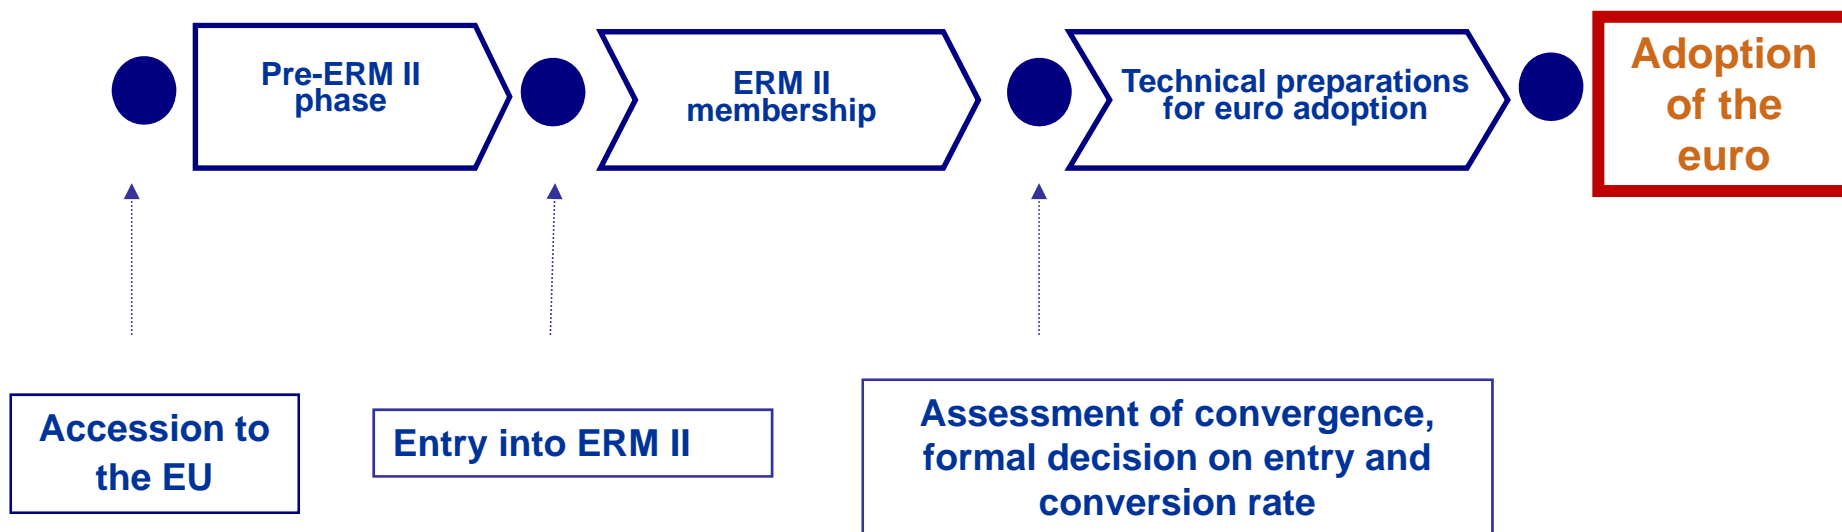 Pre-ERM II
phase
ERM II
membership
Technical preparations
for euro adoption
Adoption
of the
euro
Accession to
the EU
Entry into ERM II
Assessment of convergence,
formal decision on entry and
conversion rate